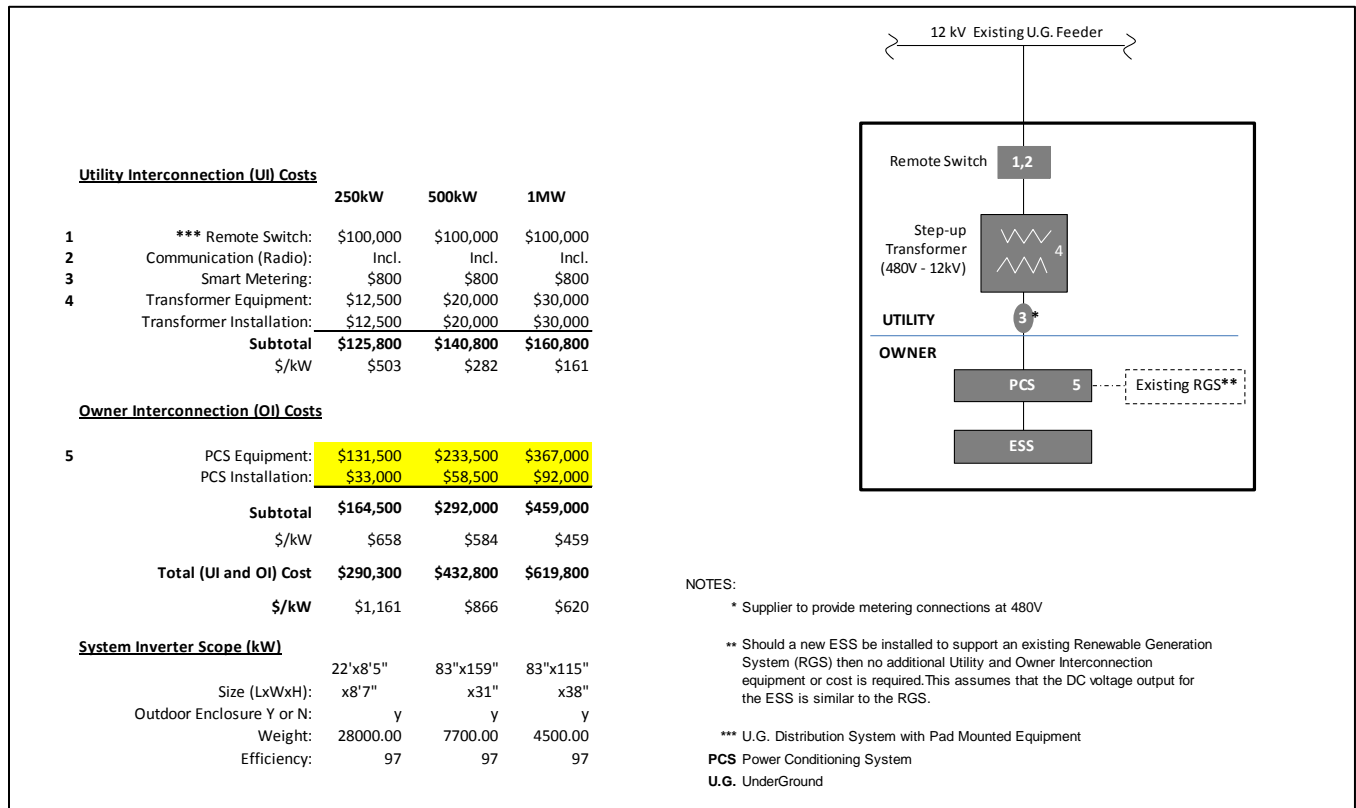 12 kV Existing U.G. Feeder
Utility Interconnection (UI) Costs
250kW 500kW 1MW
1 *** Remote Switch: $100,000 $100,000 $100,000
2 Communication (Radio): Incl. Incl. Incl.
3 Smart Metering: $800 $800 $800
4 Transformer Equipment: $12,500 $20,000 $30,000
Transformer Installation: $12,500 $20,000 $30,000
Subtotal $125,800 $140,800 $160,800
$/kW $503 $282 $161
Owner Interconnection (OI) Costs
5 PCS Equipment: $131,500 $233,500 $367,000
PCS Installation: $33,000 $58,500 $92,000
Subtotal $164,500 $292,000 $459,000
$/kW $658 $584 $459
Total (UI and OI) Cost $290,300 $432,800 $619,800
$/kW $1,161 $866 $620
System Inverter Scope (kW)
22'x8'5" 83"x159" 83"x115"
Size (LxWxH): x8'7" x31" x38"
Outdoor Enclosure Y or N: y y y
Weight: 28000.00 7700.00 4500.00
Efficiency: 97 97 97
Remote Switch 1,2
Step-up
Transformer
(480V - 12kV)
4
UTILITY 3 *
OWNER
PCS 5 Existing RGS**
ESS
NOTES:
* Supplier to provide metering connections at 480V
** Should a new ESS be installed to support an existing Renewable Generation
System (RGS) then no additional Utility and Owner Interconnection
equipment or cost is required.This assumes that the DC voltage output for
the ESS is similar to the RGS.
*** U.G. Distribution System with Pad Mounted Equipment
PCS Power Conditioning System
U.G. UnderGround